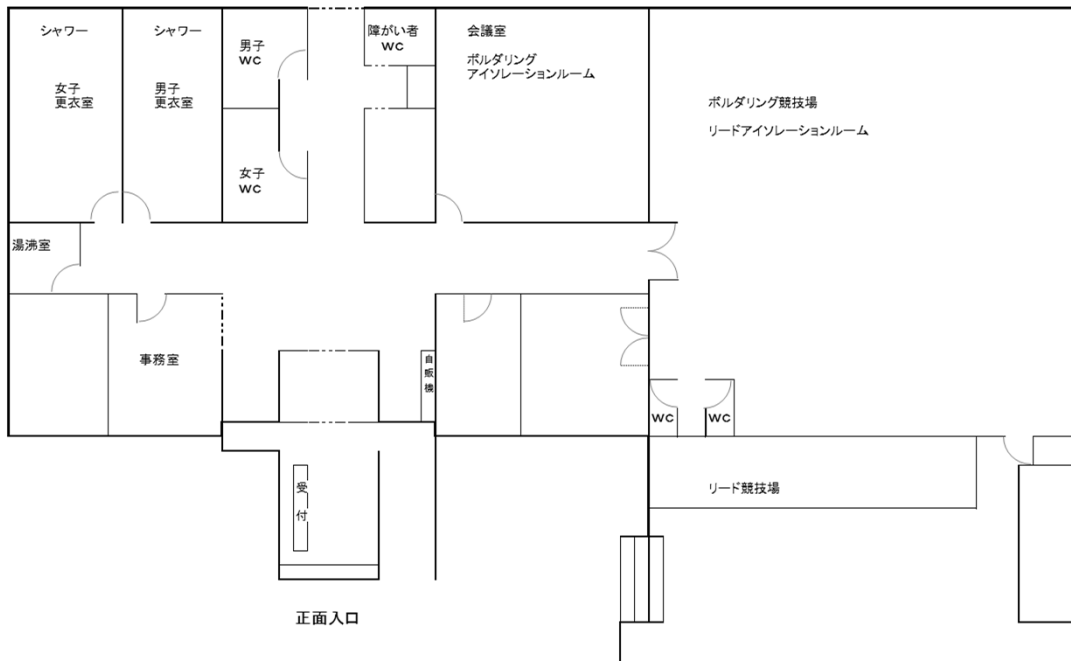 シャワー
シャワー
男子
WC
障がい者
WC
会議室
ボルダリング
アイソレーションルーム
女子
更衣室
男子
更衣室
ボルダリング競技場
リードアイソレーションルーム
女子
WC
湯沸室
事務室
自販機
WC
WC
受付
リード競技場
正面入口